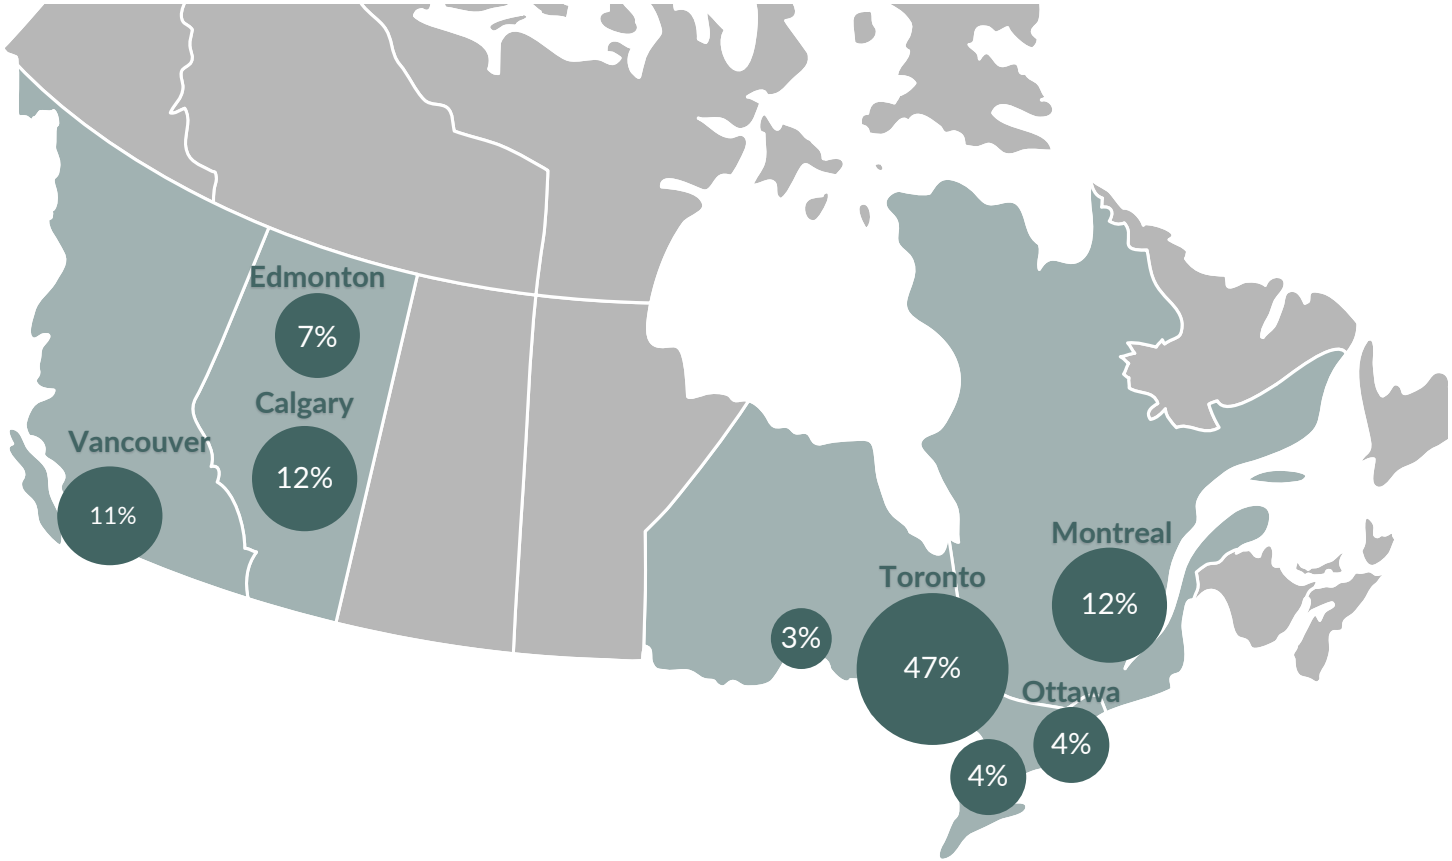 Edmonton
7%
Calgary
12%
Vancouver
11%
Montreal
12%
Toronto
47%
3%
Ottawa
4%
4%